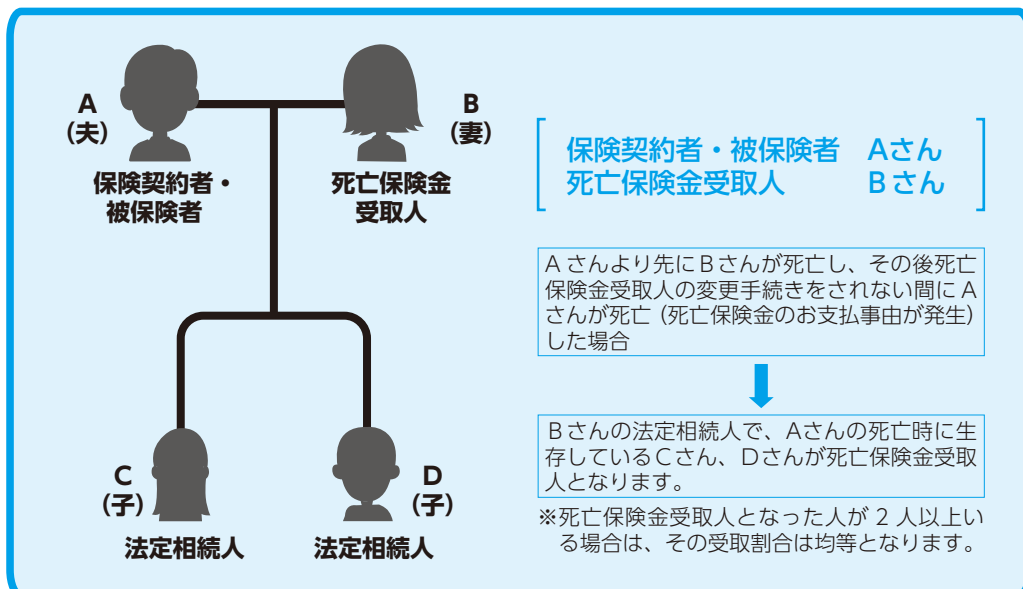 A
(夫)
B
(妻)
保険契約者・
被保険者
死亡保険金
受取人
C
(子)
D
(子)
法定相続人
法定相続人
保険契約者・被保険者 Aさん
死亡保険金受取人 Bさん
Aさんより先にBさんが死亡し、その後死亡
保険金受取人の変更手続きをされない間にA
さんが死亡（死亡保険金のお支払事由が発生）
した場合
Bさんの法定相続人で、Aさんの死亡時に生
存しているCさん、Dさんが死亡保険金受取
人となります。
※死亡保険金受取人となった人が2人以上い
る場合は、その受取割合は均等となります。